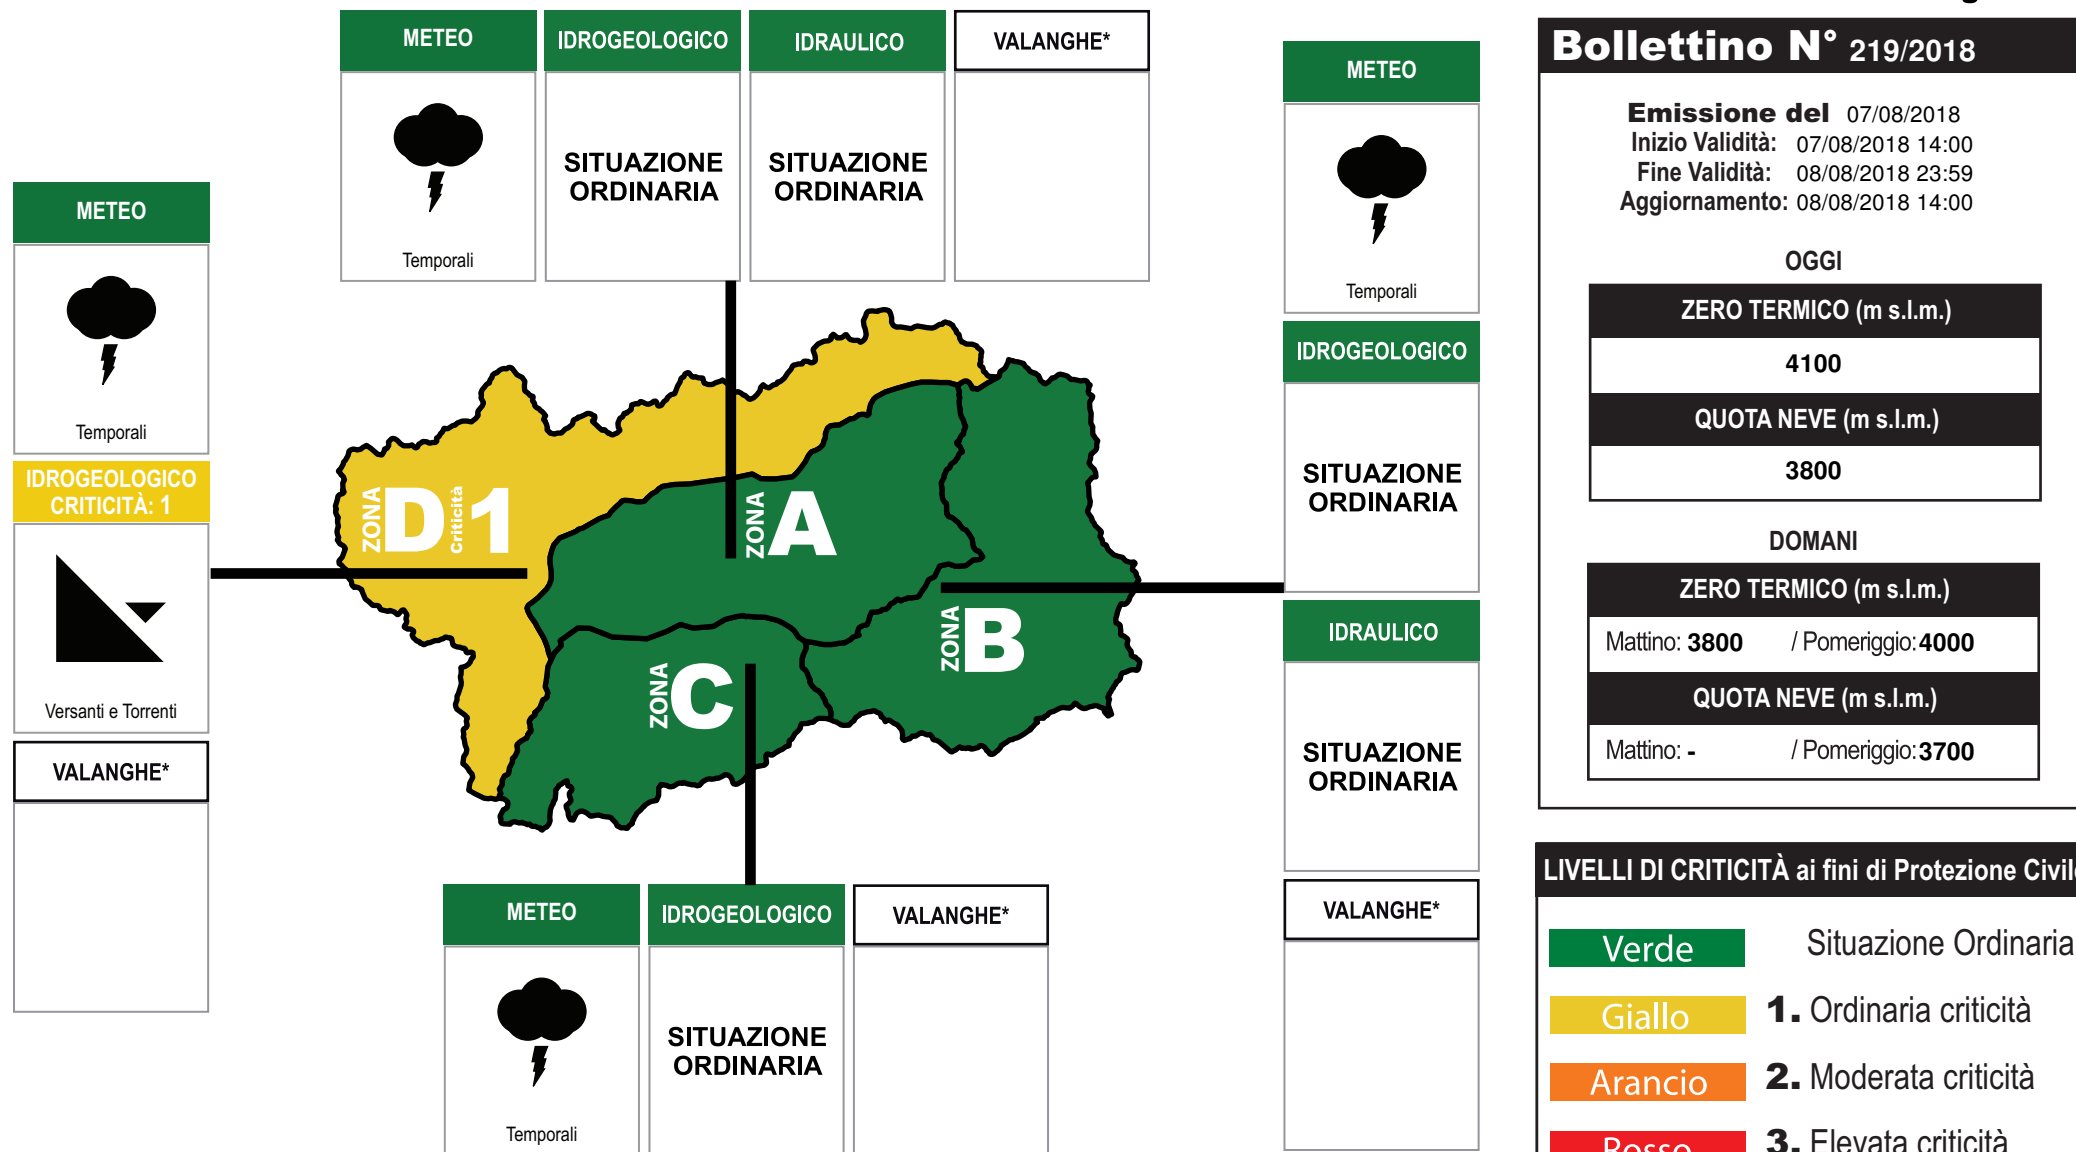 METEO
IDROGEOLOGICO
IDRAULICO
VALANGHE*
Temporali
SITUAZIONE
ORDINARIA
SITUAZIONE
ORDINARIA
METEO
Temporali
IDROGEOLOGICO
CRITICITÀ: 1
Versanti e Torrenti
VALANGHE*
ZONA
D
Criticità
1
ZONA
A
ZONA
B
ZONA
C
METEO
Temporali
IDROGEOLOGICO
SITUAZIONE
ORDINARIA
IDRAULICO
SITUAZIONE
ORDINARIA
VALANGHE*
METEO
IDROGEOLOGICO
VALANGHE*
Temporali
SITUAZIONE
ORDINARIA
Bollettino N° 219/2018
Emissione del 07/08/2018
Inizio Validità: 07/08/2018 14:00
Fine Validità: 08/08/2018 23:59
Aggiornamento: 08/08/2018 14:00
OGGI
ZERO TERMICO (m s.l.m.)
4100
QUOTA NEVE (m s.l.m.)
3800
DOMANI
ZERO TERMICO (m s.l.m.)
Mattino: 3800 / Pomeriggio: 4000
QUOTA NEVE (m s.l.m.)
Mattino: - / Pomeriggio: 3700
LIVELLI DI CRITICITÀ ai fini di Protezione Civile
Verde Situazione Ordinaria
Giallo 1. Ordinaria criticità
Arancio 2. Moderata criticità
Rosso 3. Elevata criticità